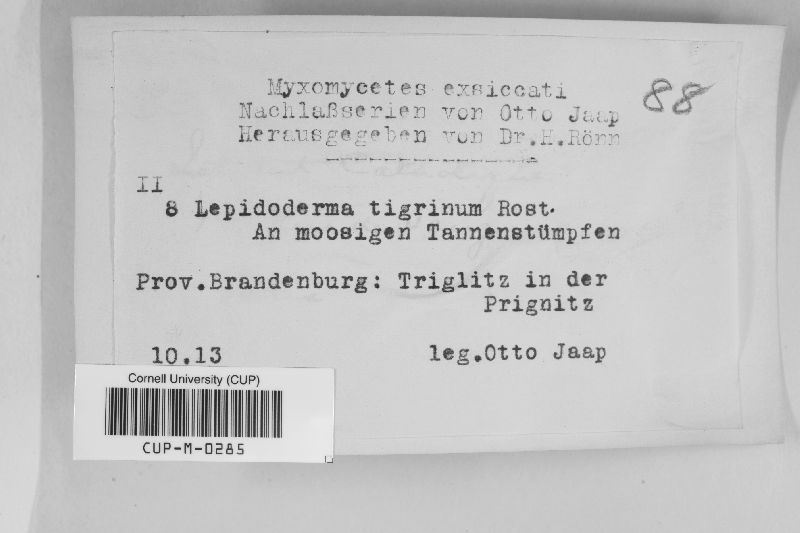 Myxomycetes exsiccati
Nachlaßserien von Otto Jaap
Herausgegeben von Dr.H.Rönn
88
II
8 Lepidoderma tigrinum Rost.
An moosigen Tannenstümpfen
Prov.Brandenburg: Triglitz in der
Prignitz
10.13 leg.Otto Jaap
Cornell University (CUP)
CUP-M-0285